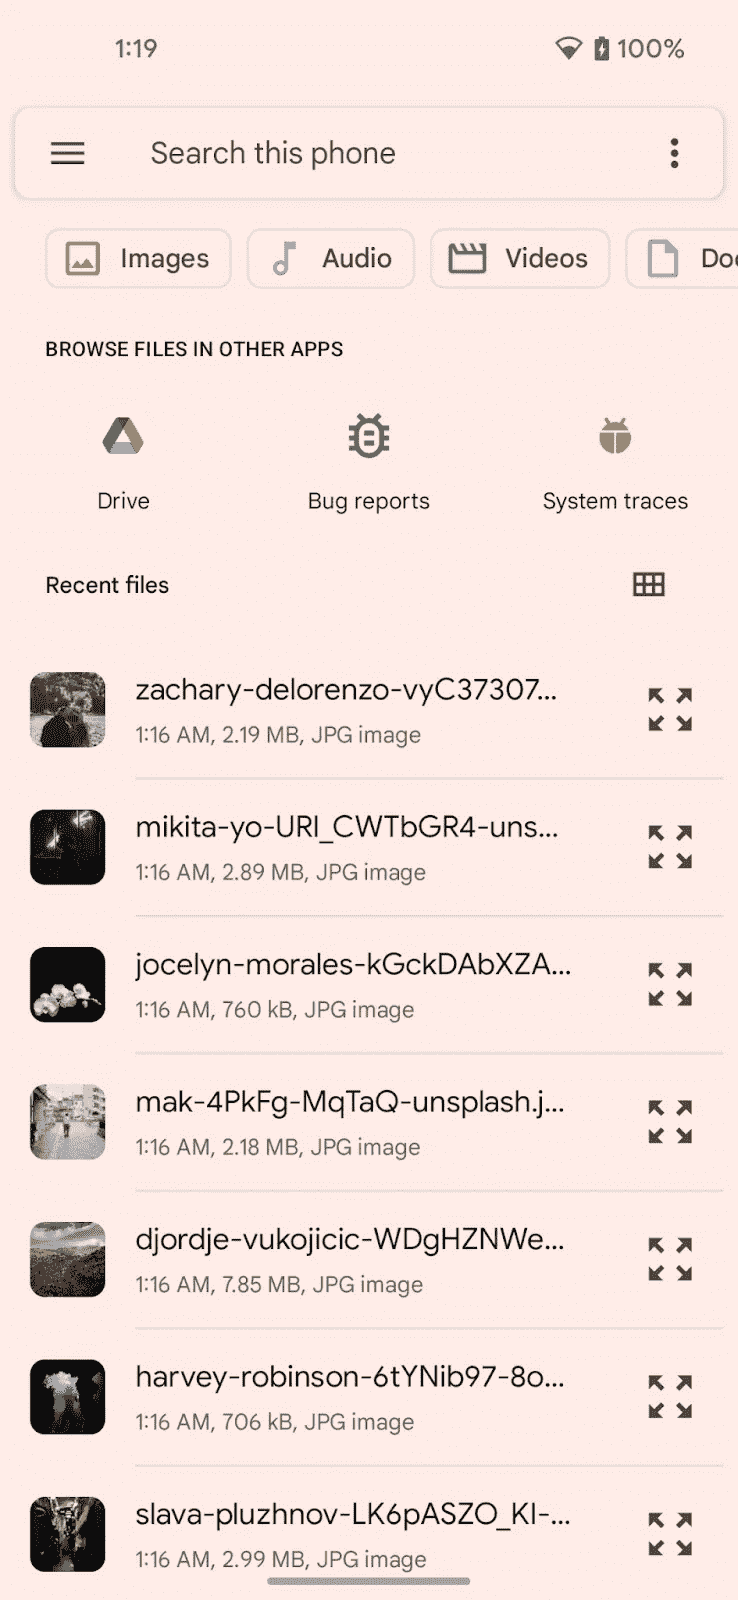 1:19 100%
Search this phone
Images Audio Videos Doc
BROWSE FILES IN OTHER APPS
Drive Bug reports System traces
Recent files
zachary-delorenzo-vyC37307...
1:16 AM, 2.19 MB, JPG image
mikita-yo-URI_CWTbGR4-uns...
1:16 AM, 2.89 MB, JPG image
jocelyn-morales-kGckDAbXZA...
1:16 AM, 760 kB, JPG image
mak-4PkFg-MqTaQ-unsplash.j...
1:16 AM, 2.18 MB, JPG image
djordje-vukojicic-WDgHZNWe...
1:16 AM, 7.85 MB, JPG image
harvey-robinson-6tYNib97-8o...
1:16 AM, 706 kB, JPG image
slava-pluzhnov-LK6pASZO_KI-...
1:16 AM, 2.99 MB, JPG image